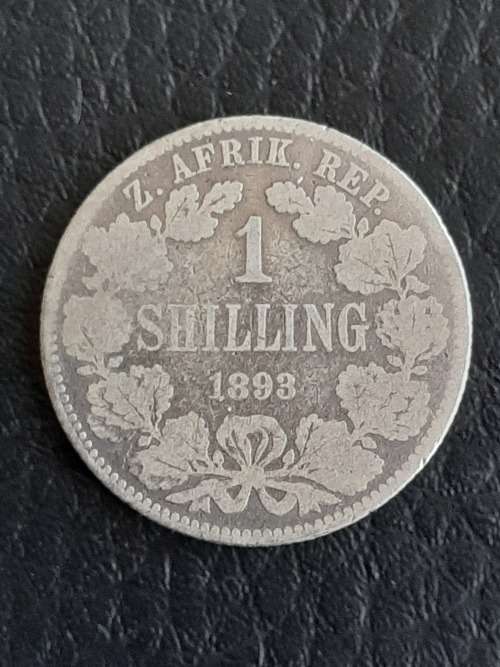 Z. AFRIK. REP.
1
SHILLING
1893